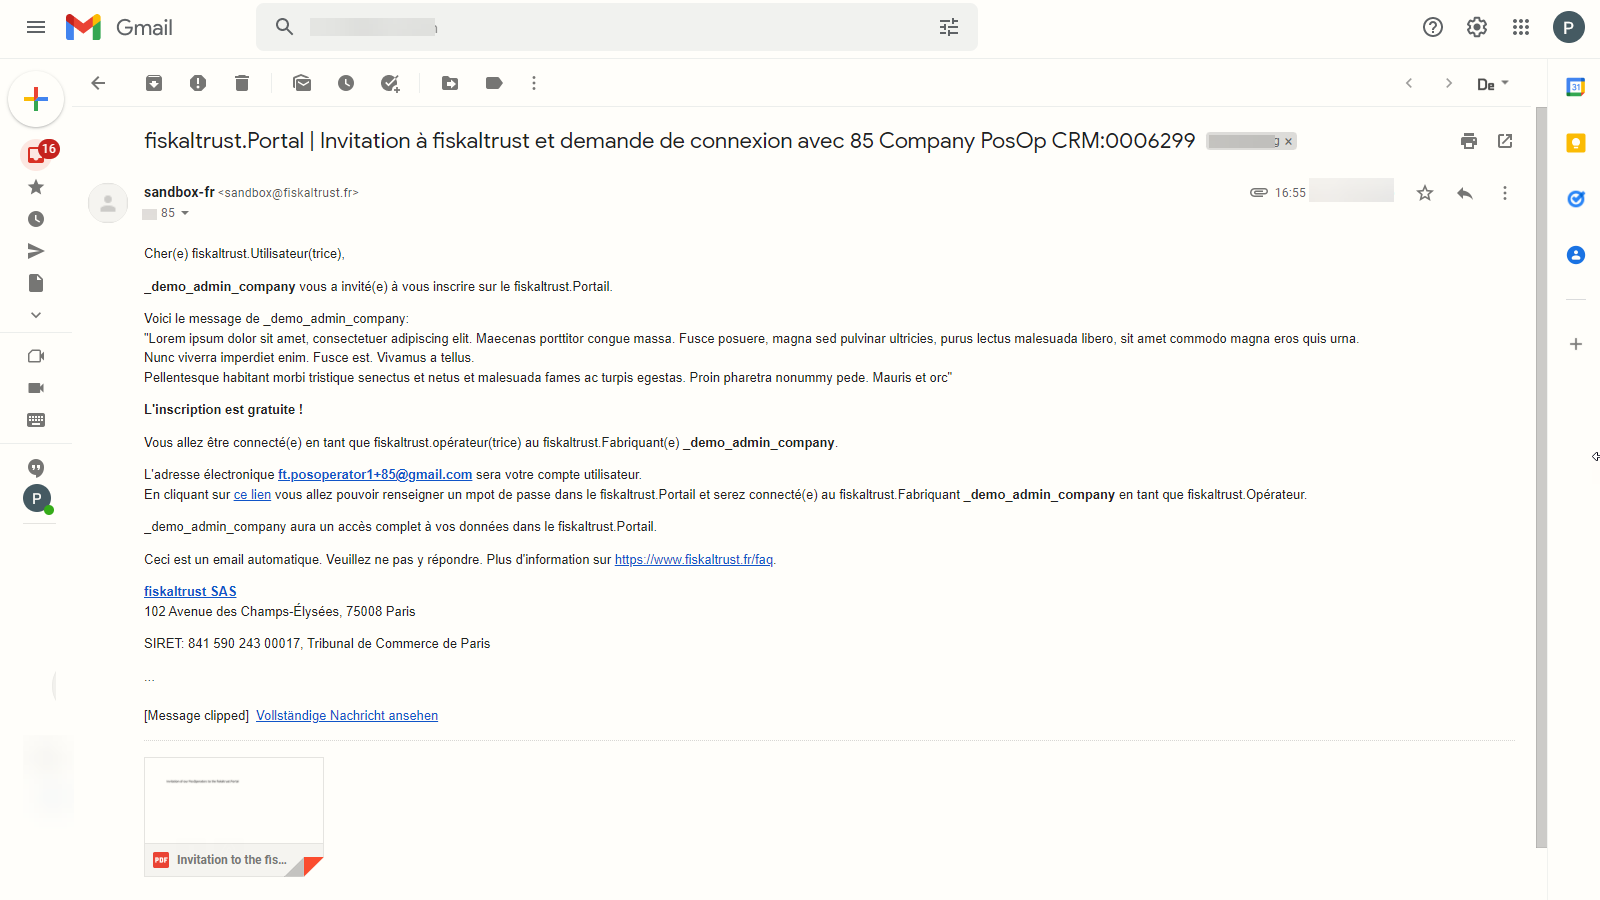 Gmail
P
De
31
16
fiskaltrust.Portal | Invitation à fiskaltrust et demande de connexion avec 85 Company PosOp CRM:0006299
sandbox-fr <sandbox@fiskaltrust.fr>
16:55
85
Cher(e) fiskaltrust.Utilisateur(trice),
_demo_admin_company vous a invité(e) à vous inscrire sur le fiskaltrust.Portail.
Voici le message de _demo_admin_company:
"Lorem ipsum dolor sit amet, consectetuer adipiscing elit. Maecenas porttitor congue massa. Fusce posuere, magna sed pulvinar ultricies, purus lectus malesuada libero, sit amet commodo magna eros quis urna.
Nunc viverra imperdiet enim. Fusce est. Vivamus a tellus.
Pellentesque habitant morbi tristique senectus et netus et malesuada fames ac turpis egestas. Proin pharetra nonummy pede. Mauris et orc"
L'inscription est gratuite !
Vous allez être connecté(e) en tant que fiskaltrust.opérateur(trice) au fiskaltrust.Fabriquant(e) _demo_admin_company.
L'adresse électronique ft.posoperator1+85@gmail.com sera votre compte utilisateur.
En cliquant sur ce lien vous allez pouvoir renseigner un mpot de passe dans le fiskaltrust.Portail et serez connecté(e) au fiskaltrust.Fabriquant _demo_admin_company en tant que fiskaltrust.Opérateur.
P
_demo_admin_company aura un accès complet à vos données dans le fiskaltrust.Portail.
Ceci est un email automatique. Veuillez ne pas y répondre. Plus d'information sur https://www.fiskaltrust.fr/faq.
fiskaltrust SAS
102 Avenue des Champs-Élysées, 75008 Paris
SIRET: 841 590 243 00017, Tribunal de Commerce de Paris
...
[Message clipped] Vollständige Nachricht ansehen
PDF Invitation to the fis...